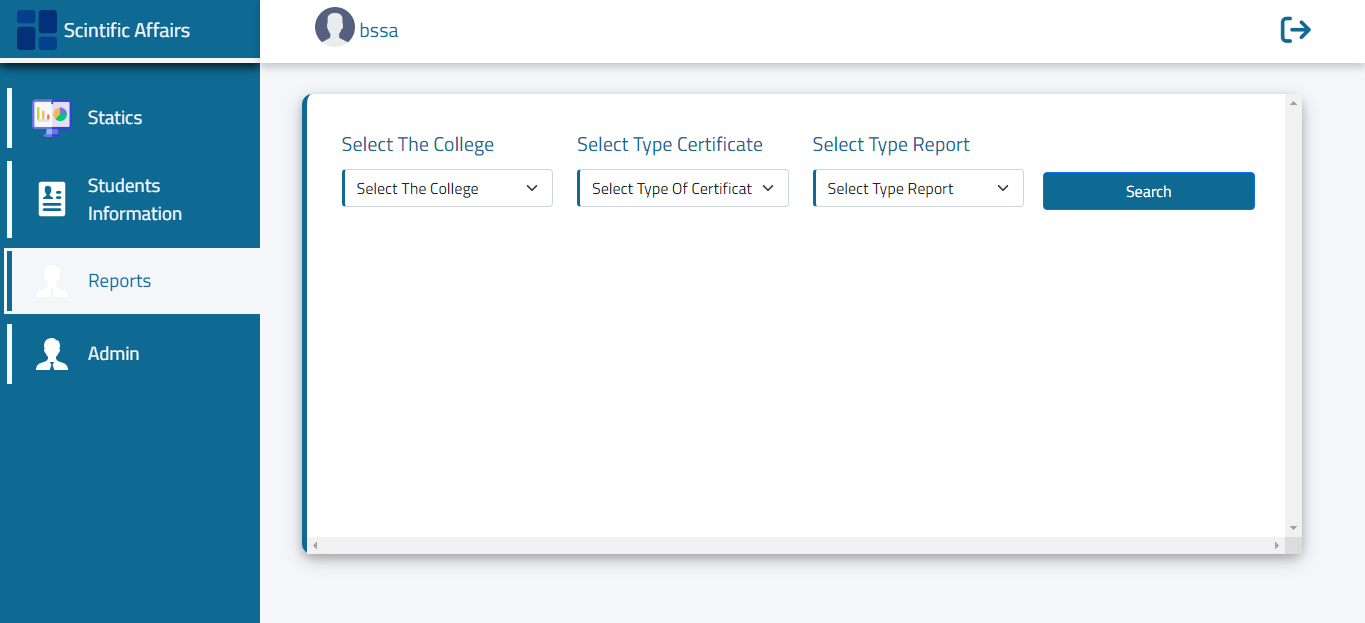 Scintific Affairs
bssa
Statics
Students
Information
Reports
Admin
Select The College
Select Type Certificate
Select Type Report
Select The College
Select Type Of Certificat
Select Type Report
Search